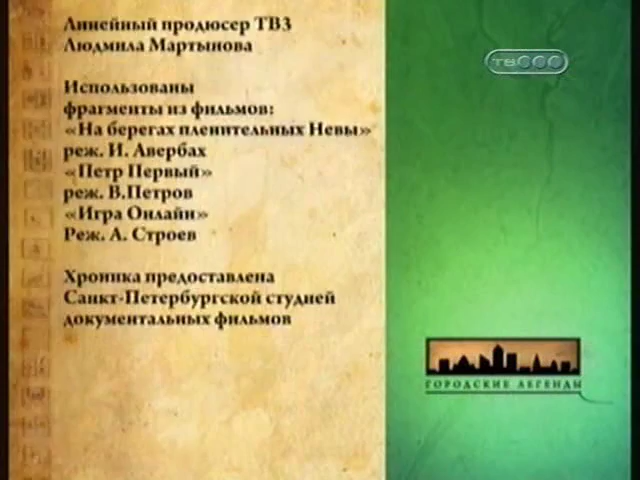 Линейный продюсер ТВ3
Людмила Мартынова
Использованы
фрагменты из фильмов:
«На берегах пленительных Невы»
реж. И. Авербах
«Петр Первый»
реж. В.Петров
«Игра Онлайн»
Реж. А. Строев
Хроника предоставлена
Санкт-Петербургской студией
документальных фильмов
ТВ
ГОРОДСКИЕ ЛЕГЕНДЫ